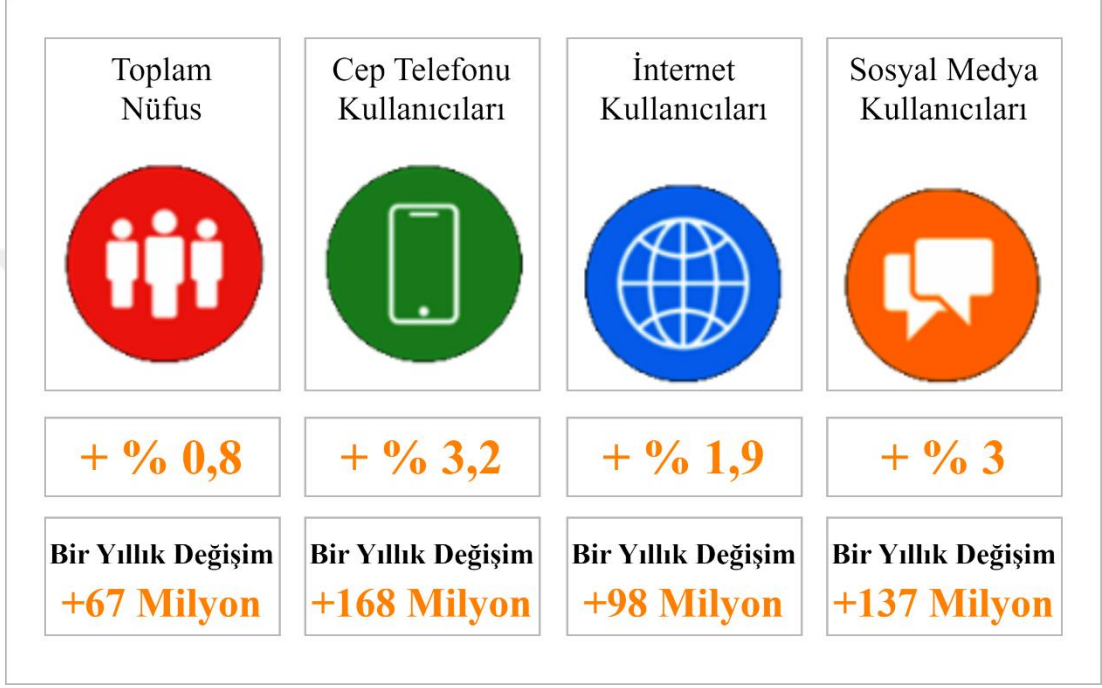 Toplam
Nüfus
Cep Telefonu
Kullanıcıları
İnternet
Kullanıcıları
Sosyal Medya
Kullanıcıları
+ % 0,8
+ % 3,2
+ % 1,9
+ % 3
Bir Yıllık Değişim
+67 Milyon
Bir Yıllık Değişim
+168 Milyon
Bir Yıllık Değişim
+98 Milyon
Bir Yıllık Değişim
+137 Milyon